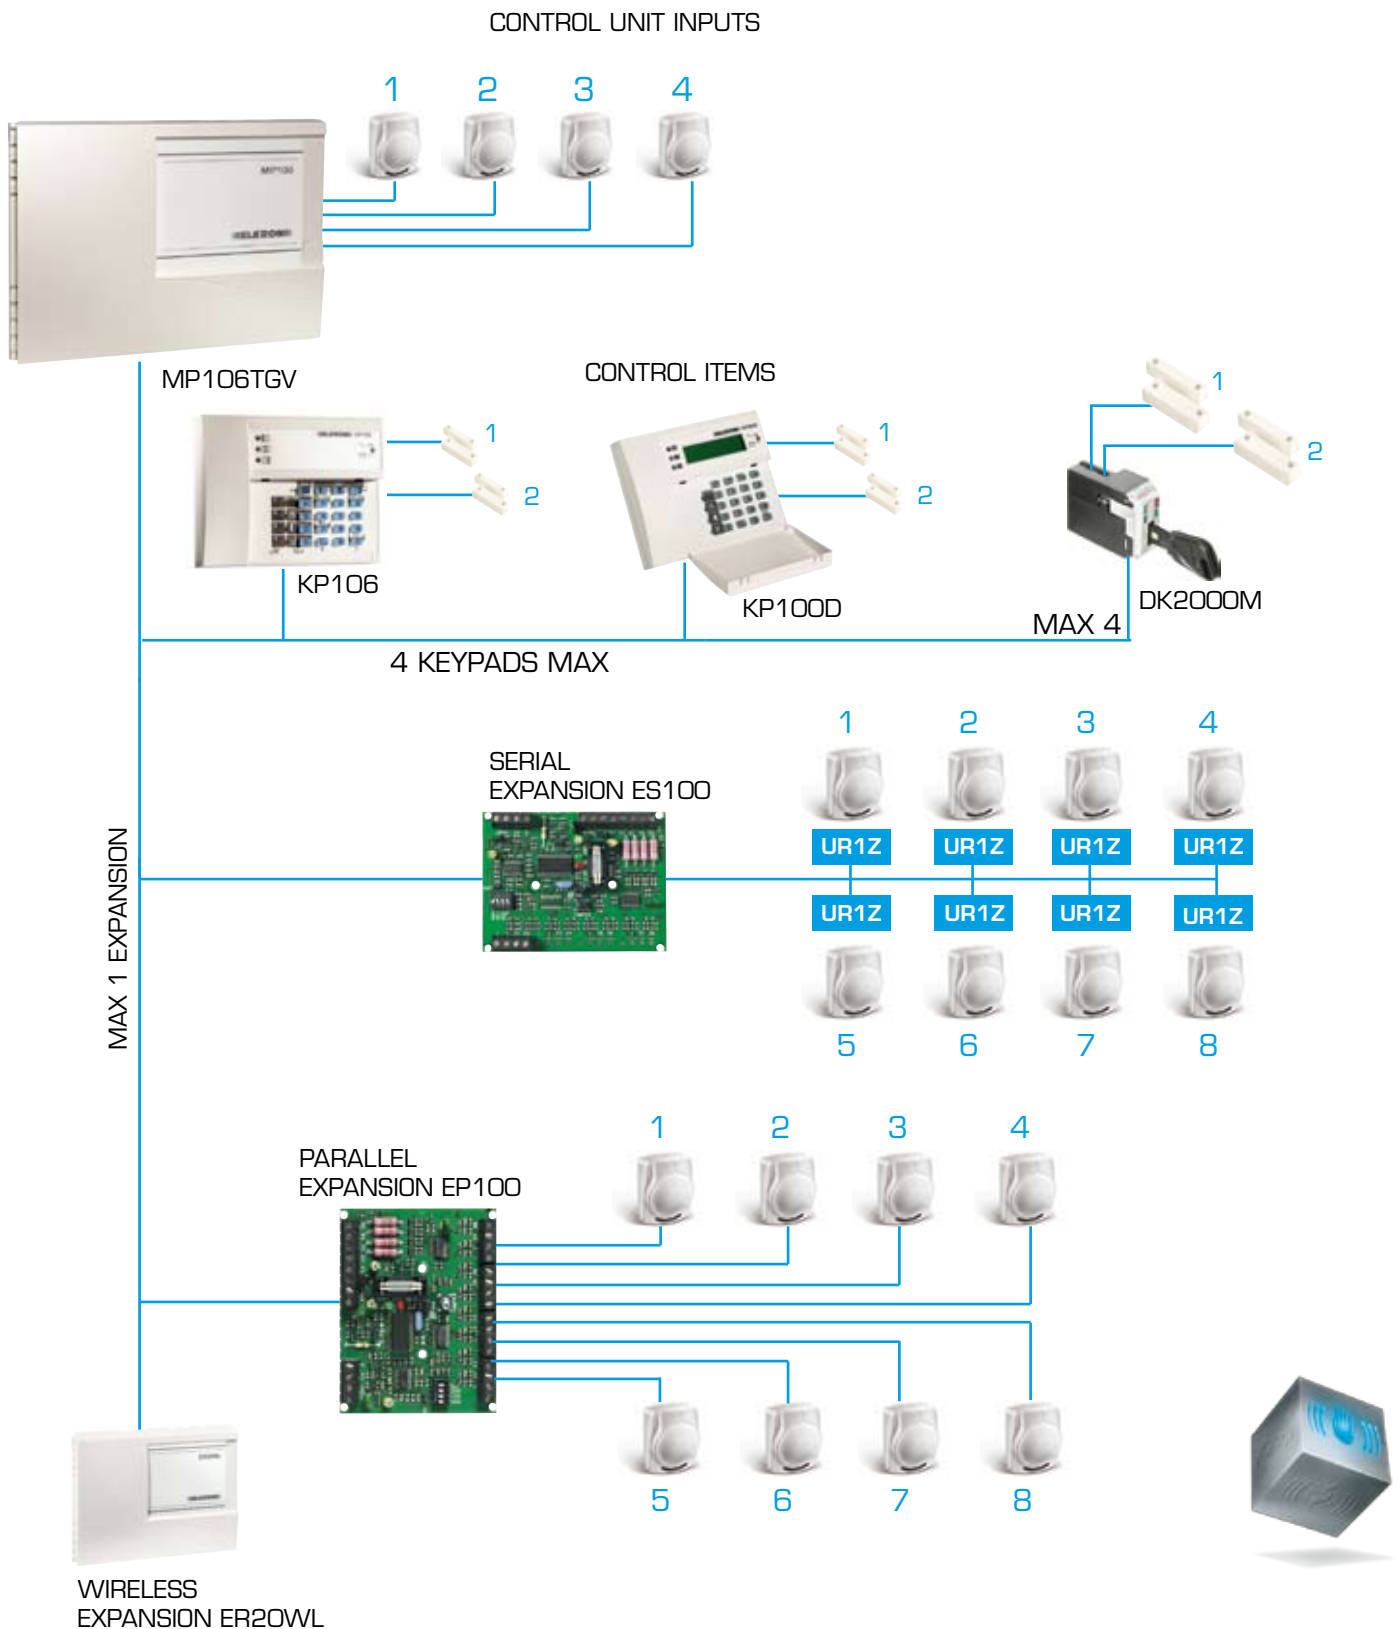 CONTROL UNIT INPUTS
1 2 3 4
MP106
MP106TGV
CONTROL ITEMS
1
2
KP106
1
2
KP100D
1
2
DK2000M
MAX 4
4 KEYPADS MAX
MAX 1 EXPANSION
SERIAL
EXPANSION ES100
1 2 3 4
UR1Z UR1Z UR1Z UR1Z
UR1Z UR1Z UR1Z UR1Z
5 6 7 8
PARALLEL
EXPANSION EP100
1 2 3 4
5 6 7 8
WIRELESS
EXPANSION ER20WL